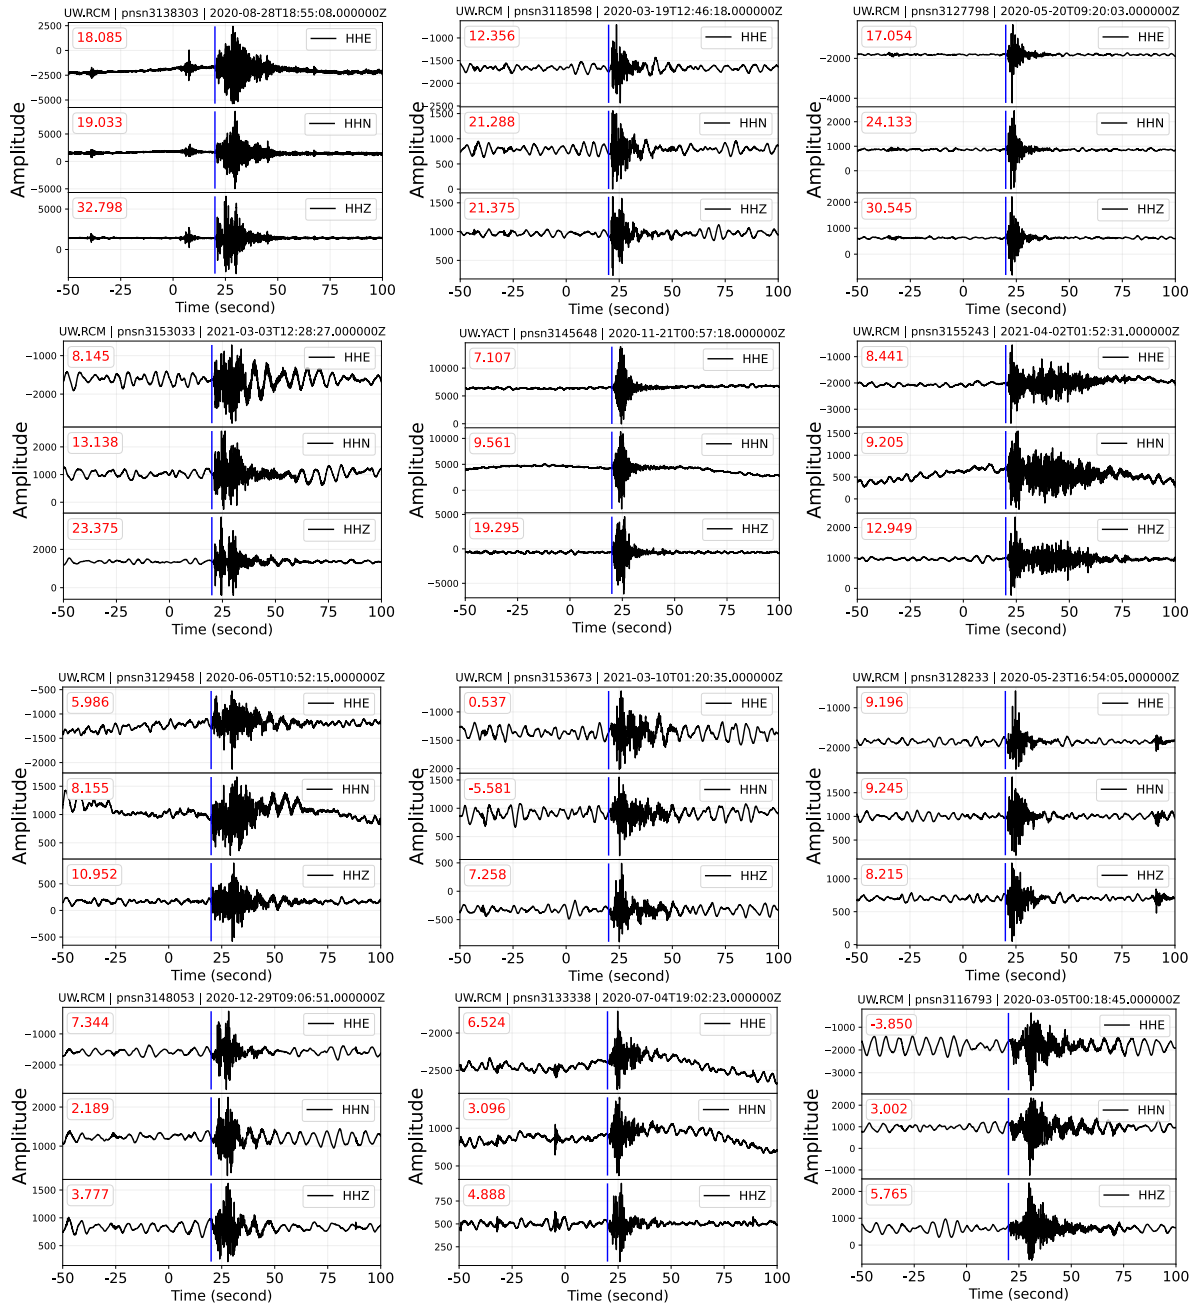 UW.RCM | pnsn3138303 | 2020-08-28T18:55:08.000000Z
2500
0
−2500
−5000
18.085
HHE
5000
0
−5000
19.033
HHN
5000
0
32.798
HHZ
Amplitude
-50 -25 0 25 50 75 100
Time (second)
UW.RCM | pnsn3118598 | 2020-03-19T12:46:18.000000Z
−1000
−1500
−2000
−2500
12.356
HHE
1500
1000
500
0
21.288
HHN
1500
1000
500
21.375
HHZ
Amplitude
-50 -25 0 25 50 75 100
Time (second)
UW.RCM | pnsn3127798 | 2020-05-20T09:20:03.000000Z
−2000
−4000
17.054
HHE
2000
1000
0
24.133
HHN
2000
1000
0
30.545
HHZ
Amplitude
-50 -25 0 25 50 75 100
Time (second)
UW.RCM | pnsn3153033 | 2021-03-03T12:28:27.000000Z
−1000
−2000
8.145
HHE
2000
1000
0
13.138
HHN
2000
0
23.375
HHZ
Amplitude
-50 -25 0 25 50 75 100
Time (second)
UW.YACT | pnsn3145648 | 2020-11-21T00:57:18.000000Z
10000
5000
0
7.107
HHE
10000
5000
0
9.561
HHN
5000
0
−5000
19.295
HHZ
Amplitude
-50 -25 0 25 50 75 100
Time (second)
UW.RCM | pnsn3155243 | 2021-04-02T01:52:31.000000Z
−1000
−2000
−3000
8.441
HHE
1500
1000
500
0
9.205
HHN
2000
1000
0
12.949
HHZ
Amplitude
-50 -25 0 25 50 75 100
Time (second)
UW.RCM | pnsn3129458 | 2020-06-05T10:52:15.000000Z
−500
−1000
−1500
−2000
5.986
HHE
1500
1000
500
8.155
HHN
500
0
−500
10.952
HHZ
Amplitude
-50 -25 0 25 50 75 100
Time (second)
UW.RCM | pnsn3153673 | 2021-03-10T01:20:35.000000Z
−1000
−1500
−2000
0.537
HHE
1500
1000
500
-5.581
HHN
500
0
−500
7.258
HHZ
Amplitude
-50 -25 0 25 50 75 100
Time (second)
UW.RCM | pnsn3128233 | 2020-05-23T16:54:05.000000Z
−1000
−2000
9.196
HHE
1500
1000
500
9.245
HHN
1000
500
0
8.215
HHZ
Amplitude
-50 -25 0 25 50 75 100
Time (second)
UW.RCM | pnsn3148053 | 2020-12-29T09:06:51.000000Z
−1000
−2000
7.344
HHE
2000
1000
2.189
HHN
1500
1000
500
3.777
HHZ
Amplitude
-50 -25 0 25 50 75 100
Time (second)
UW.RCM | pnsn3133338 | 2020-07-04T19:02:23.000000Z
−2000
−2500
6.524
HHE
1000
500
3.096
HHN
750
500
250
4.888
HHZ
Amplitude
-50 -25 0 25 50 75 100
Time (second)
UW.RCM | pnsn3116793 | 2020-03-05T00:18:45.000000Z
−1000
−2000
−3000
-3.850
HHE
2000
1000
0
−1000
3.002
HHN
2000
0
5.765
HHZ
Amplitude
-50 -25 0 25 50 75 100
Time (second)